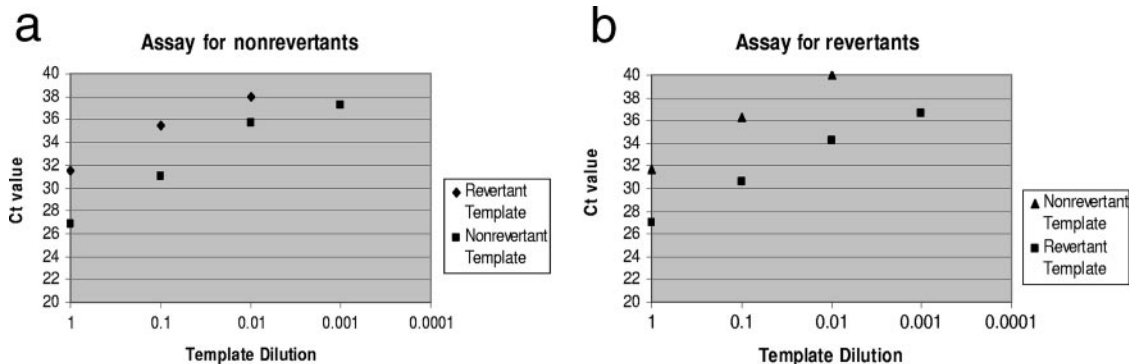 a
Assay for nonrevertants
Ct value
40
38
36
34
32
30
28
26
24
22
20
1 0.1 0.01 0.001 0.0001
Template Dilution
Revertant
Template
Nonrevertant
Template
b
Assay for revertants
Ct value
40
38
36
34
32
30
28
26
24
22
20
1 0.1 0.01 0.001 0.0001
Template Dilution
Nonrevertant
Template
Revertant
Template